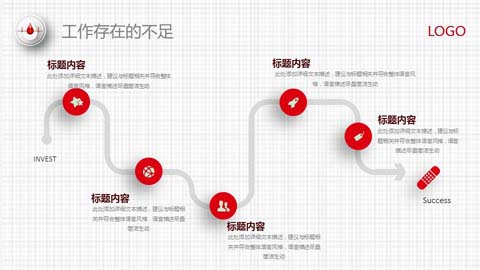 工作存在的不足
LOGO
标题内容
此处添加详细文本描述，建议与标题相关并符合整体
语言风格，语言描述尽量简洁生动
标题内容
此处添加详细文本描述，建议与标题相关并符合整体语言风
格，语言描述尽量简洁生动
标题内容
此处添加详细文本描述，建议与标
题相关并符合整体语言风格，语言
描述尽量简洁生动
INVEST
标题内容
此处添加详细文本描述，建议与标题相
关并符合整体语言风格，语言描述尽量
简洁生动
Success
标题内容
此处添加详细文本描述，建议与标题相
关并符合整体语言风格，语言描述尽量
简洁生动